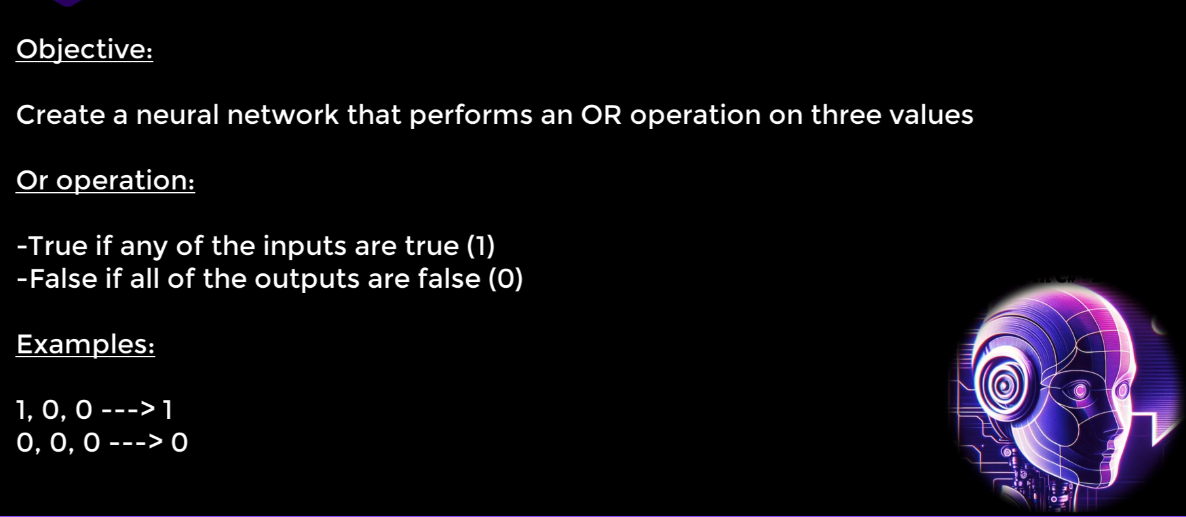 Objective:
Create a neural network that performs an OR operation on three values
Or operation:
-True if any of the inputs are true (1)
-False if all of the outputs are false (0)
Examples:
1, 0, 0 ---> 1
0, 0, 0 ---> 0